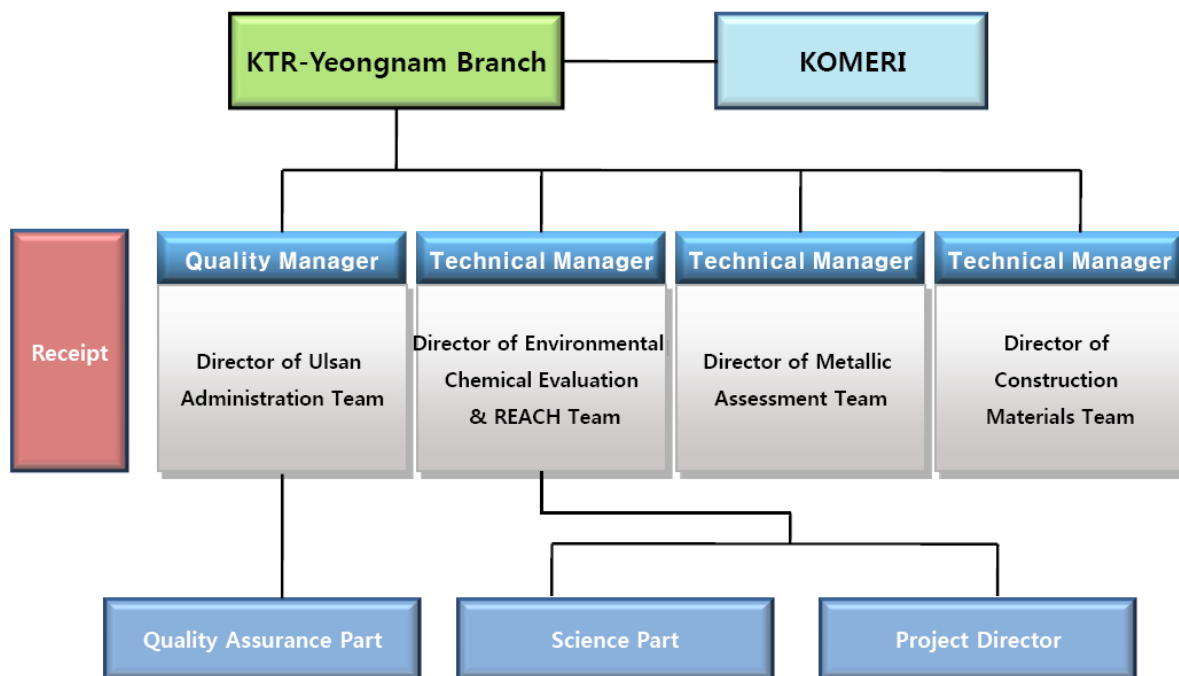 KTR-Yeongnam Branch
KOMERI
Receipt
Quality Manager
Director of Ulsan
Administration Team
Technical Manager
Director of Environmental
Chemical Evaluation
& REACH Team
Technical Manager
Director of Metallic
Assessment Team
Technical Manager
Director of
Construction
Materials Team
Quality Assurance Part
Science Part
Project Director